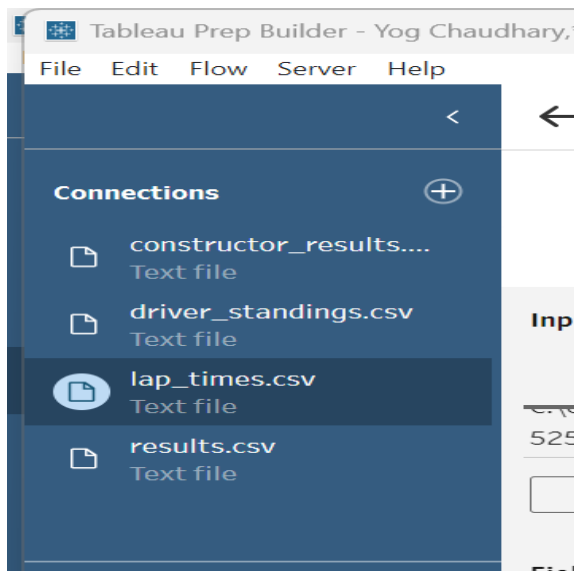 Tableau Prep Builder - Yog Chaudhary,
File Edit Flow Server Help
Connections
constructor_results....
Text file
driver_standings.csv
Text file
Inp
lap_times.csv
Text file
525
results.csv
Text file